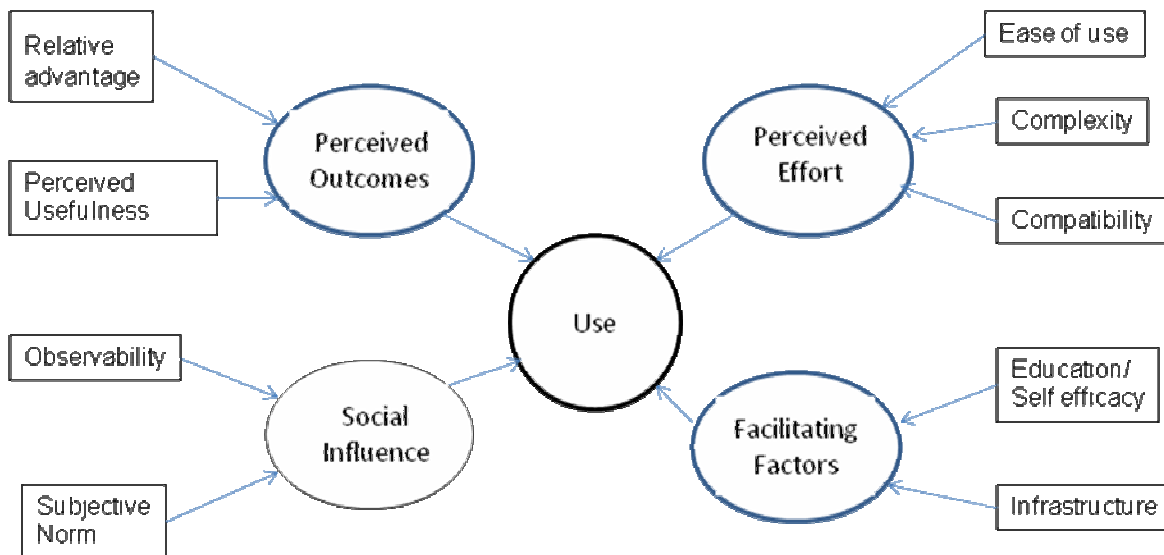 Relative
advantage
Perceived
Usefulness
Perceived
Outcomes
Ease of use
Complexity
Compatibility
Perceived
Effort
Use
Observability
Subjective
Norm
Social
Influence
Education/
Self efficacy
Infrastructure
Facilitating
Factors